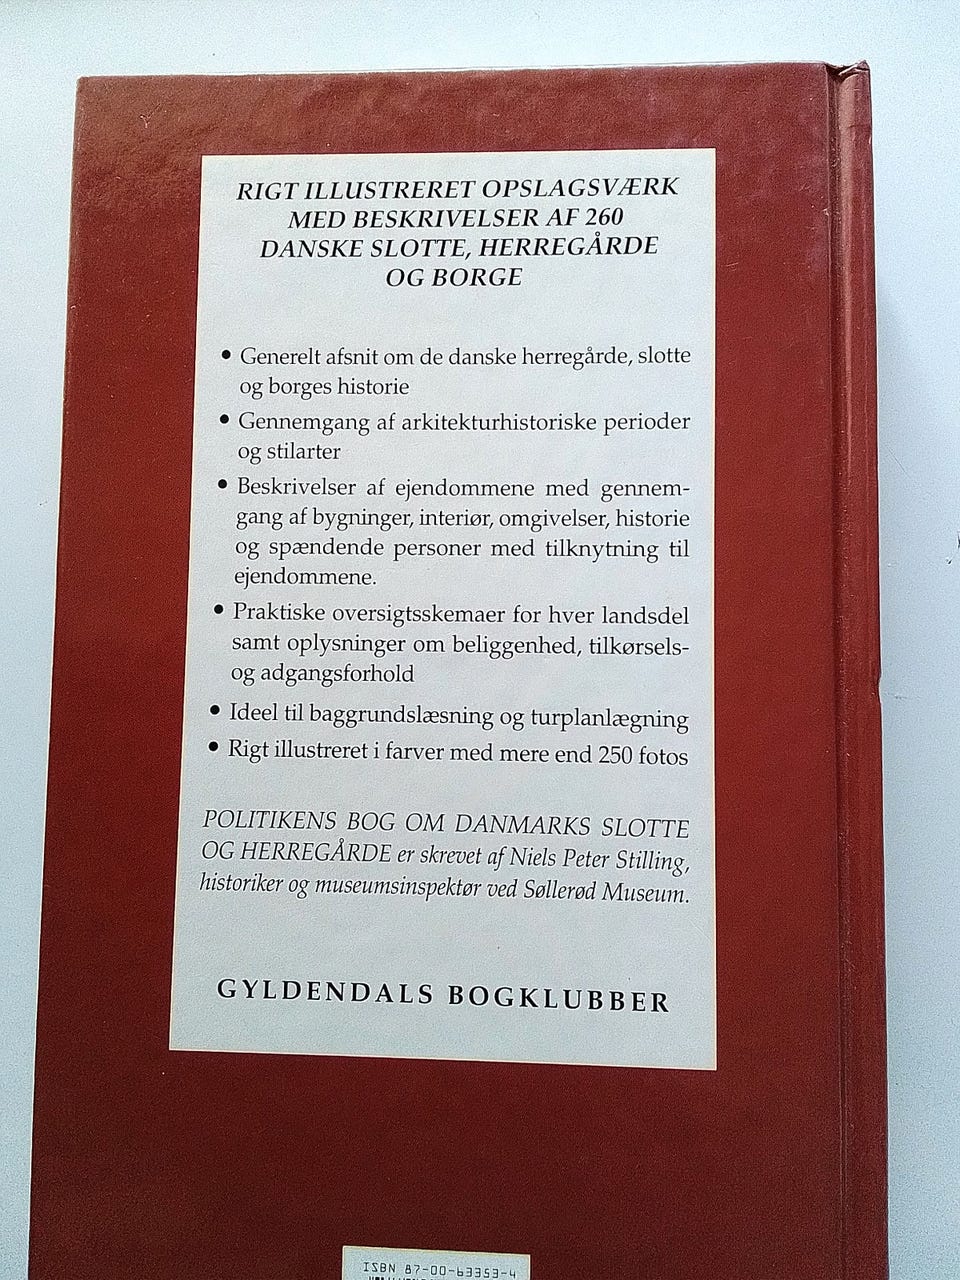 RIGT ILLUSTRERET OPSLAGSVÆRK
MED BESKRIVELSER AF 260
DANSKE SLOTTE, HERREGÅRDE
OG BORGE
• Generelt afsnit om de danske herregårde, slotte
og borges historie
• Gennemgang af arkitekturhistoriske perioder
og stilarter
• Beskrivelser af ejendommene med gennem-
gang af bygninger, interiør, omgivelser, historie
og spændende personer med tilknytning til
ejendommene.
• Praktiske oversigtsskemaer for hver landsdel
samt oplysninger om beliggenhed, tilkørsels-
og adgangsforhold
• Ideel til baggrundslæsning og turplanlægning
• Rigt illustreret i farver med mere end 250 fotos
POLITIKENS BOG OM DANMARKS SLOTTE
OG HERREGÅRDE er skrevet af Niels Peter Stilling,
historiker og museumsinspektør ved Søllerød Museum.
GYLDENDALS BOGKLUBBER
ISBN 87-00-63353-4